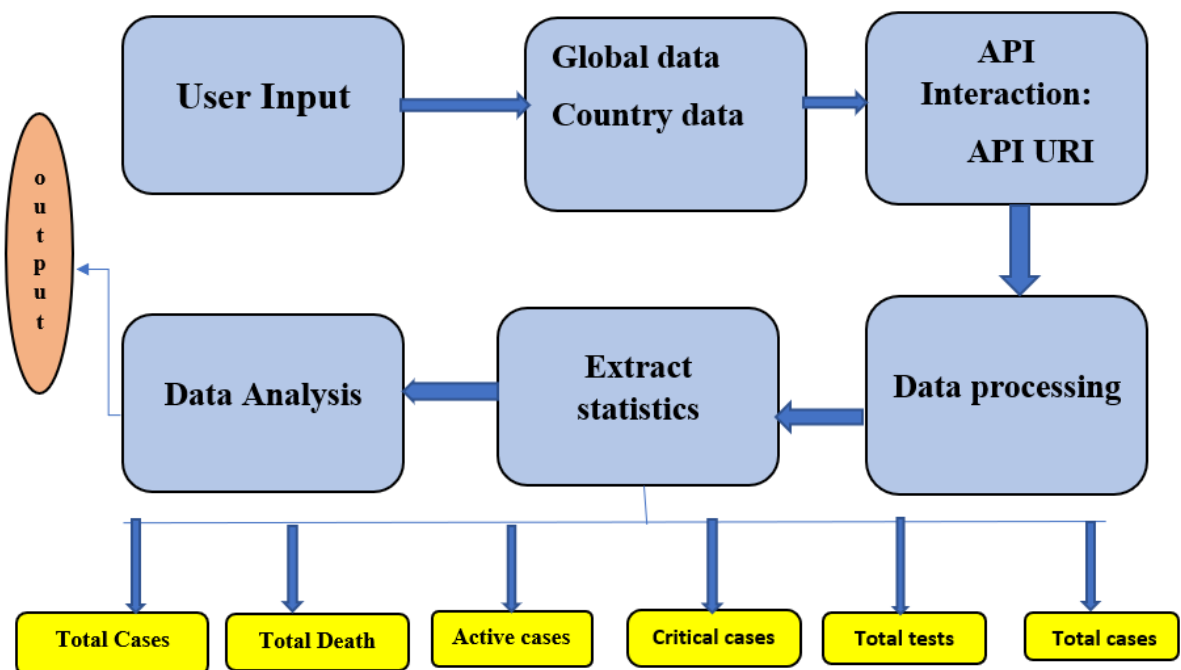 User Input
Global data
Country data
API
Interaction:
API URI
output
Data Analysis
Extract
statistics
Data processing
Total Cases
Total Death
Active cases
Critical cases
Total tests
Total cases